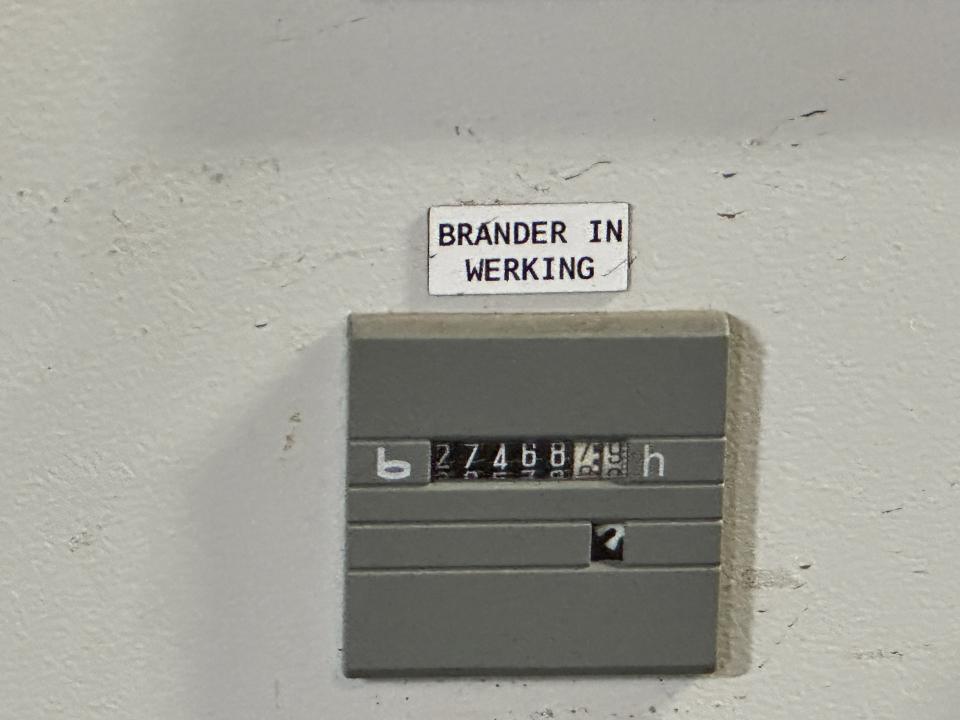 BRANDER IN
WERKING
27468 h